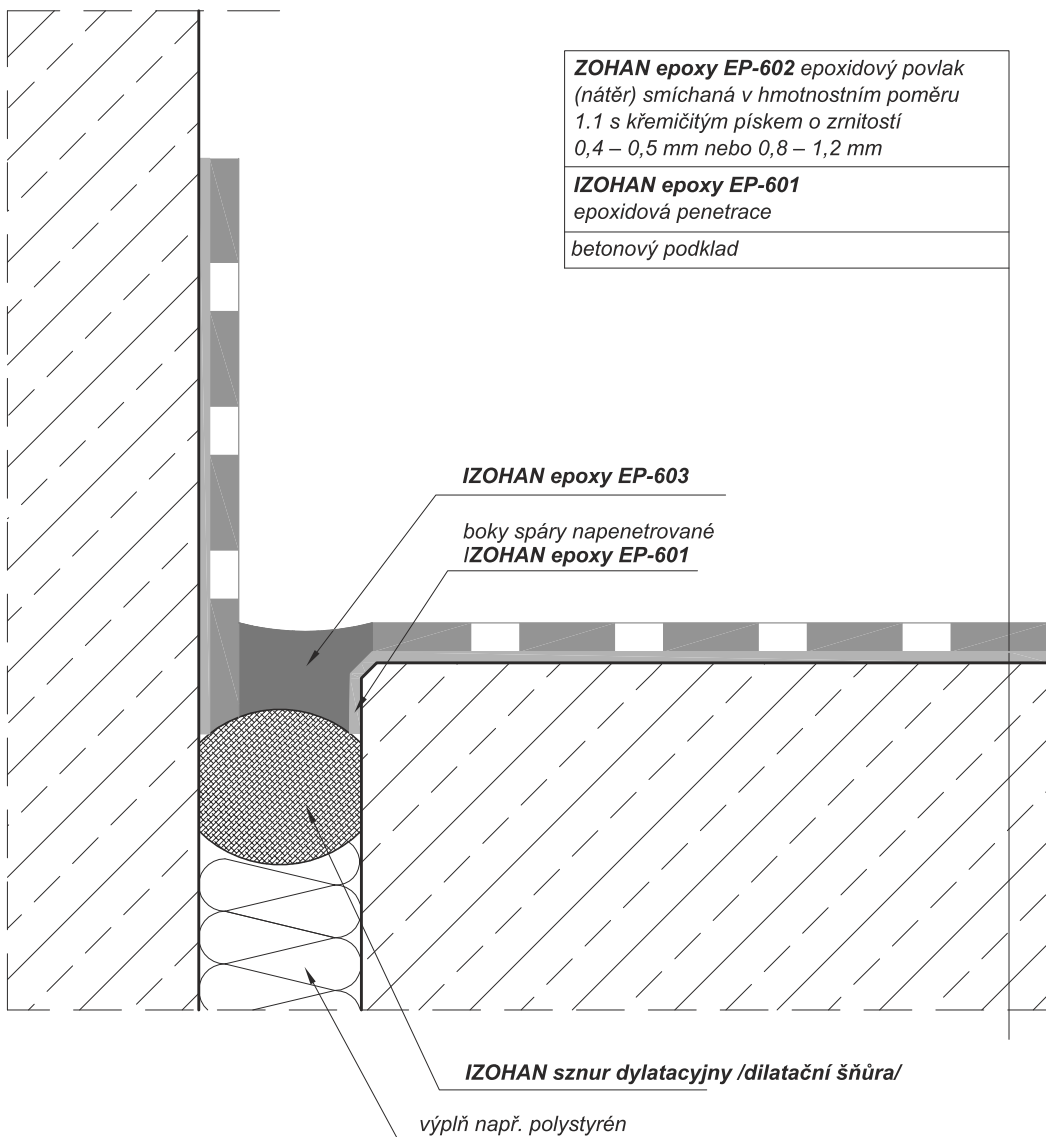 ZOHAN epoxy EP-602 epoxidový povlak
(nátěr) smíchaná v hmotnostním poměru
1.1 s křemičitým pískem o zrnitostí
0,4 – 0,5 mm nebo 0,8 – 1,2 mm
IZOHAN epoxy EP-601
epoxidová penetrace
betonový podklad
IZOHAN epoxy EP-603
boky spáry napenetrované
IZOHAN epoxy EP-601
IZOHAN sznur dylatacyjny /dilatační šňůra/
výplň např. polystyrén